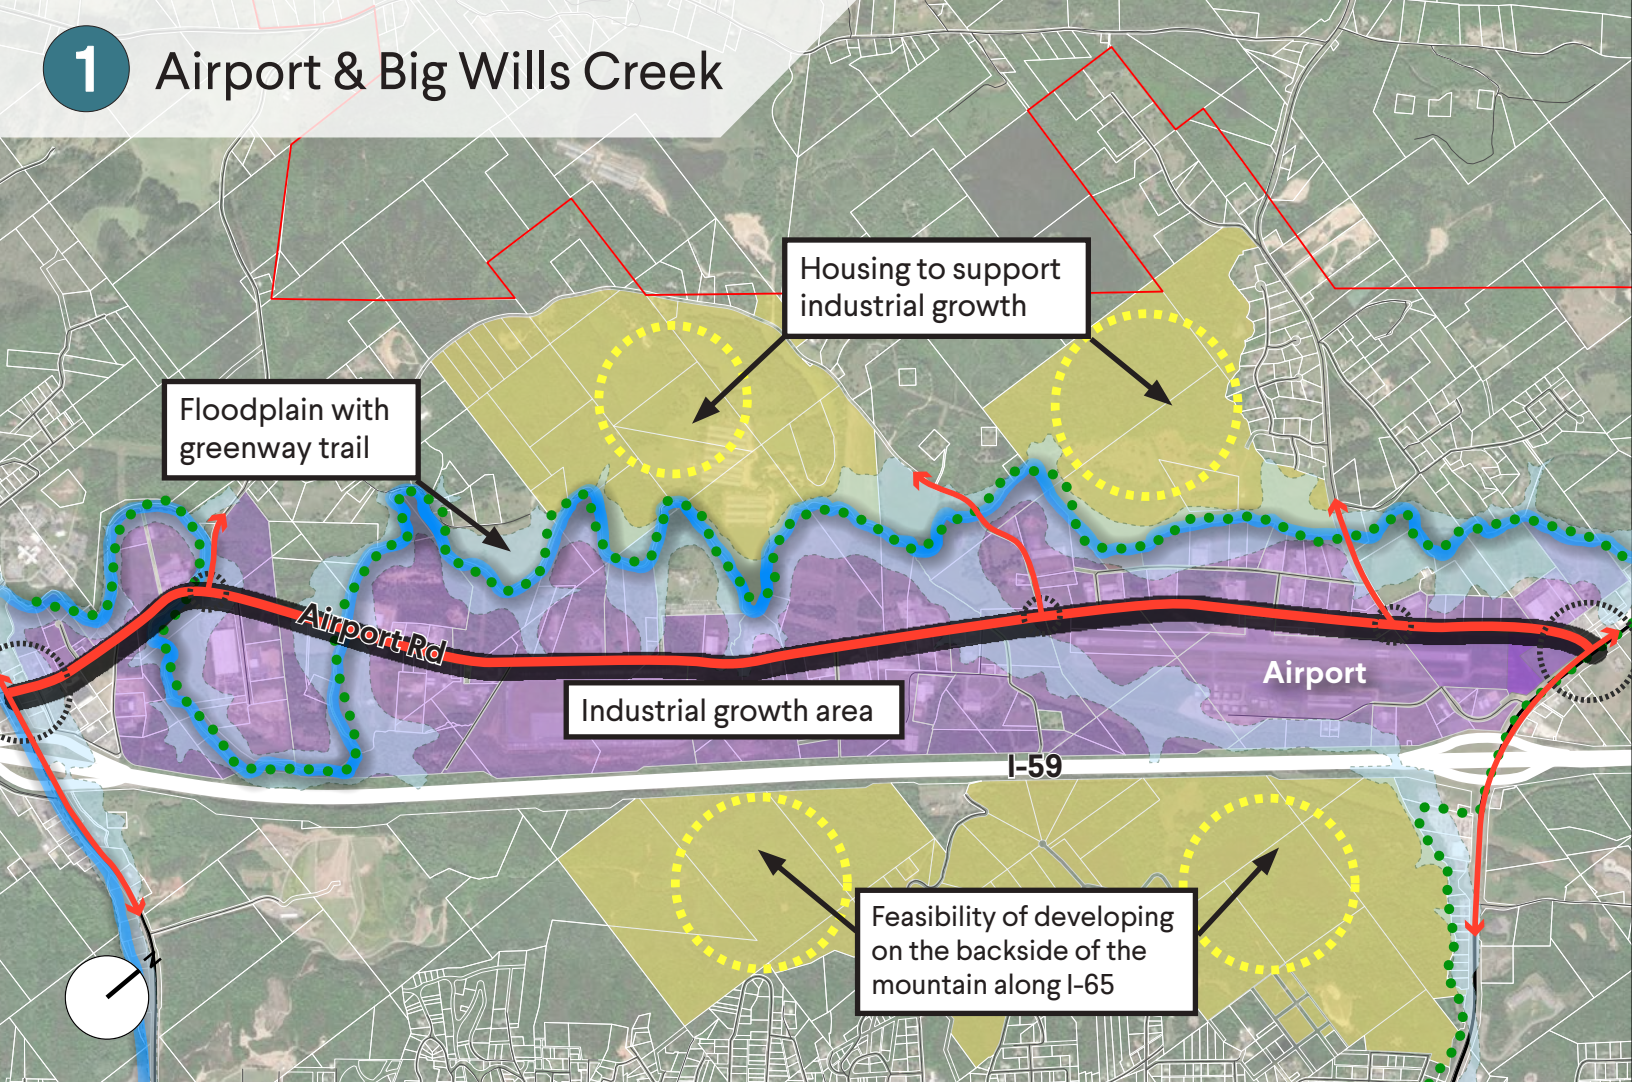 1
Airport & Big Wills Creek
Housing to support
industrial growth
Floodplain with
greenway trail
Airport Rd
Airport
Industrial growth area
I-59
Feasibility of developing
on the backside of the
mountain along I-65
N